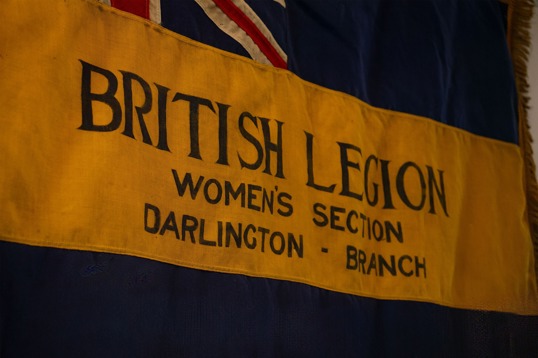 BRITISH LEGION
WOMEN'S SECTION
DARLINGTON - BRANCH